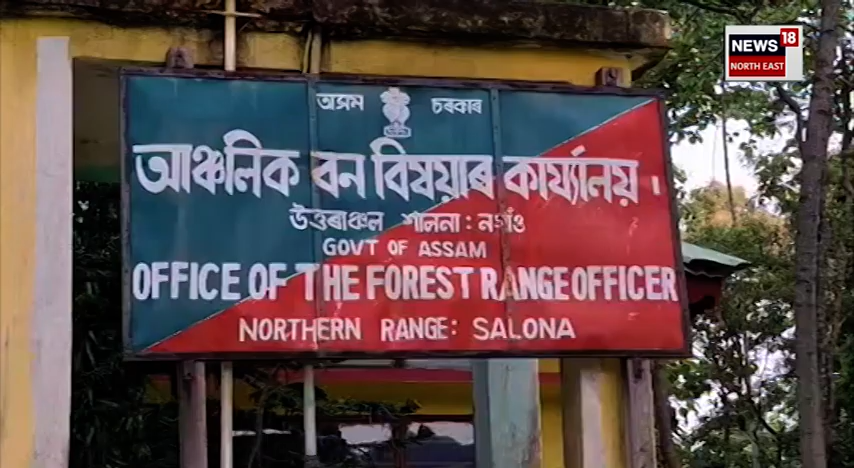 NEWS 18
NORTH EAST
অসম চৰকাৰ
আঞ্চলিক বন বিষয়াৰ কাৰ্য্যালয় ।
উত্তৰাঞ্চল শালনা : নগাঁও
GOVT OF ASSAM
OFFICE OF THE FOREST RANGE OFFICER
NORTHERN RANGE: SALONA